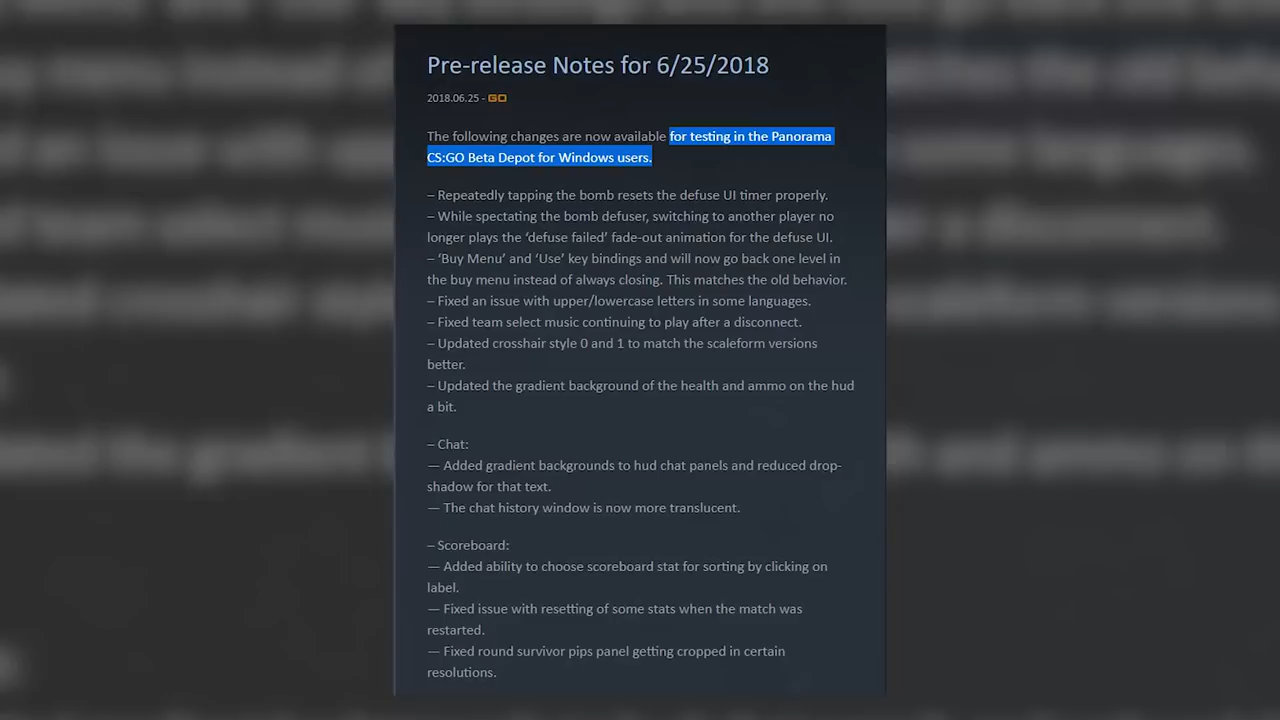 Pre-release Notes for 6/25/2018
2018.06.25 - GO
The following changes are now available for testing in the Panorama
CS:GO Beta Depot for Windows users.
– Repeatedly tapping the bomb resets the defuse UI timer properly.
– While spectating the bomb defuser, switching to another player no
longer plays the ‘defuse failed’ fade-out animation for the defuse UI.
– ‘Buy Menu’ and ‘Use’ key bindings and will now go back one level in
the buy menu instead of always closing. This matches the old behavior.
– Fixed an issue with upper/lowercase letters in some languages.
– Fixed team select music continuing to play after a disconnect.
– Updated crosshair style 0 and 1 to match the scaleform versions
better.
– Updated the gradient background of the health and ammo on the hud
a bit.
– Chat:
— Added gradient backgrounds to hud chat panels and reduced drop-
shadow for that text.
— The chat history window is now more translucent.
– Scoreboard:
— Added ability to choose scoreboard stat for sorting by clicking on
label.
— Fixed issue with resetting of some stats when the match was
restarted.
— Fixed round survivor pips panel getting cropped in certain
resolutions.